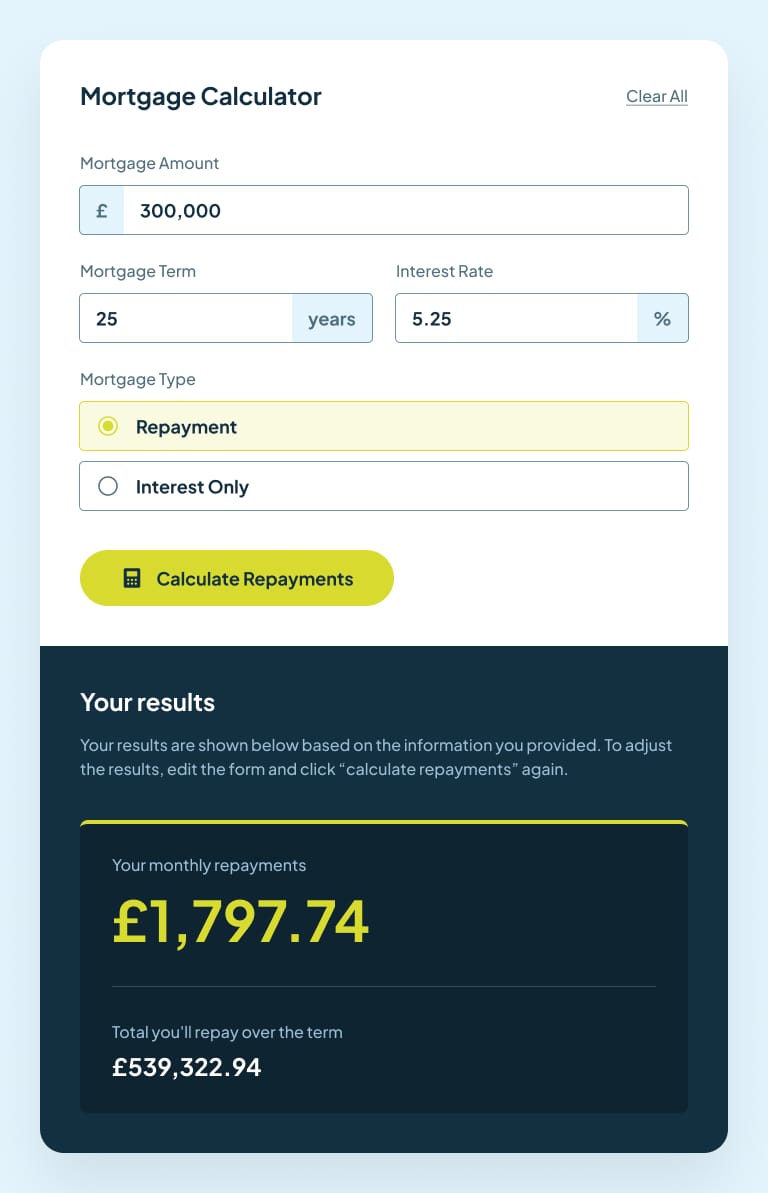 Mortgage Calculator
Clear All
Mortgage Amount
£ 300,000
Mortgage Term
25 years
Interest Rate
5.25 %
Mortgage Type
Repayment
Interest Only
Calculate Repayments
Your results
Your results are shown below based on the information you provided. To adjust
the results, edit the form and click “calculate repayments” again.
Your monthly repayments
£1,797.74
Total you'll repay over the term
£539,322.94